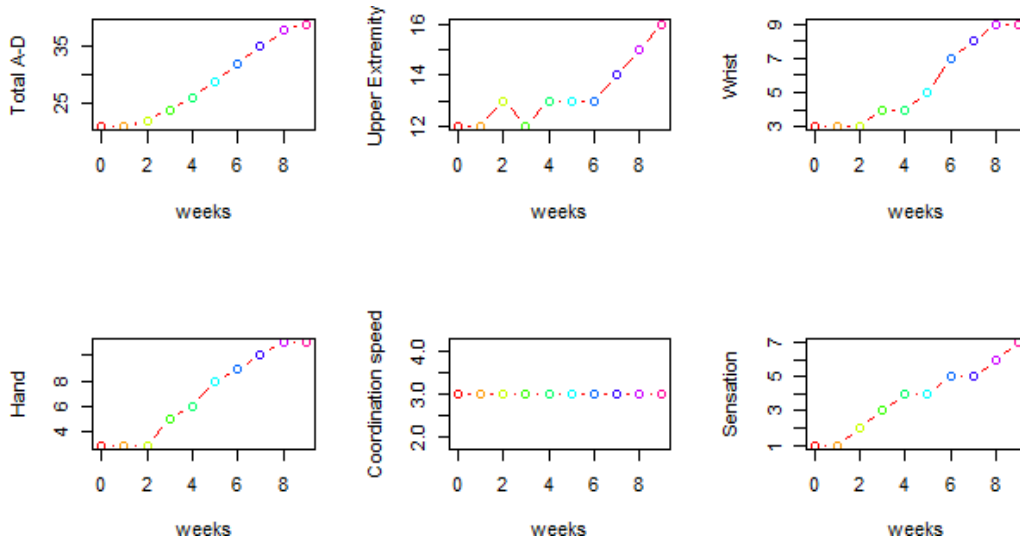 Total A-D
35
25
0 2 4 6 8
weeks
Upper Extremity
16
14
12
0 2 4 6 8
weeks
Wrist
9
7
5
3
0 2 4 6 8
weeks
Hand
8
6
4
0 2 4 6 8
weeks
Coordination speed
4.0
3.0
2.0
0 2 4 6 8
weeks
Sensation
7
5
3
1
0 2 4 6 8
weeks